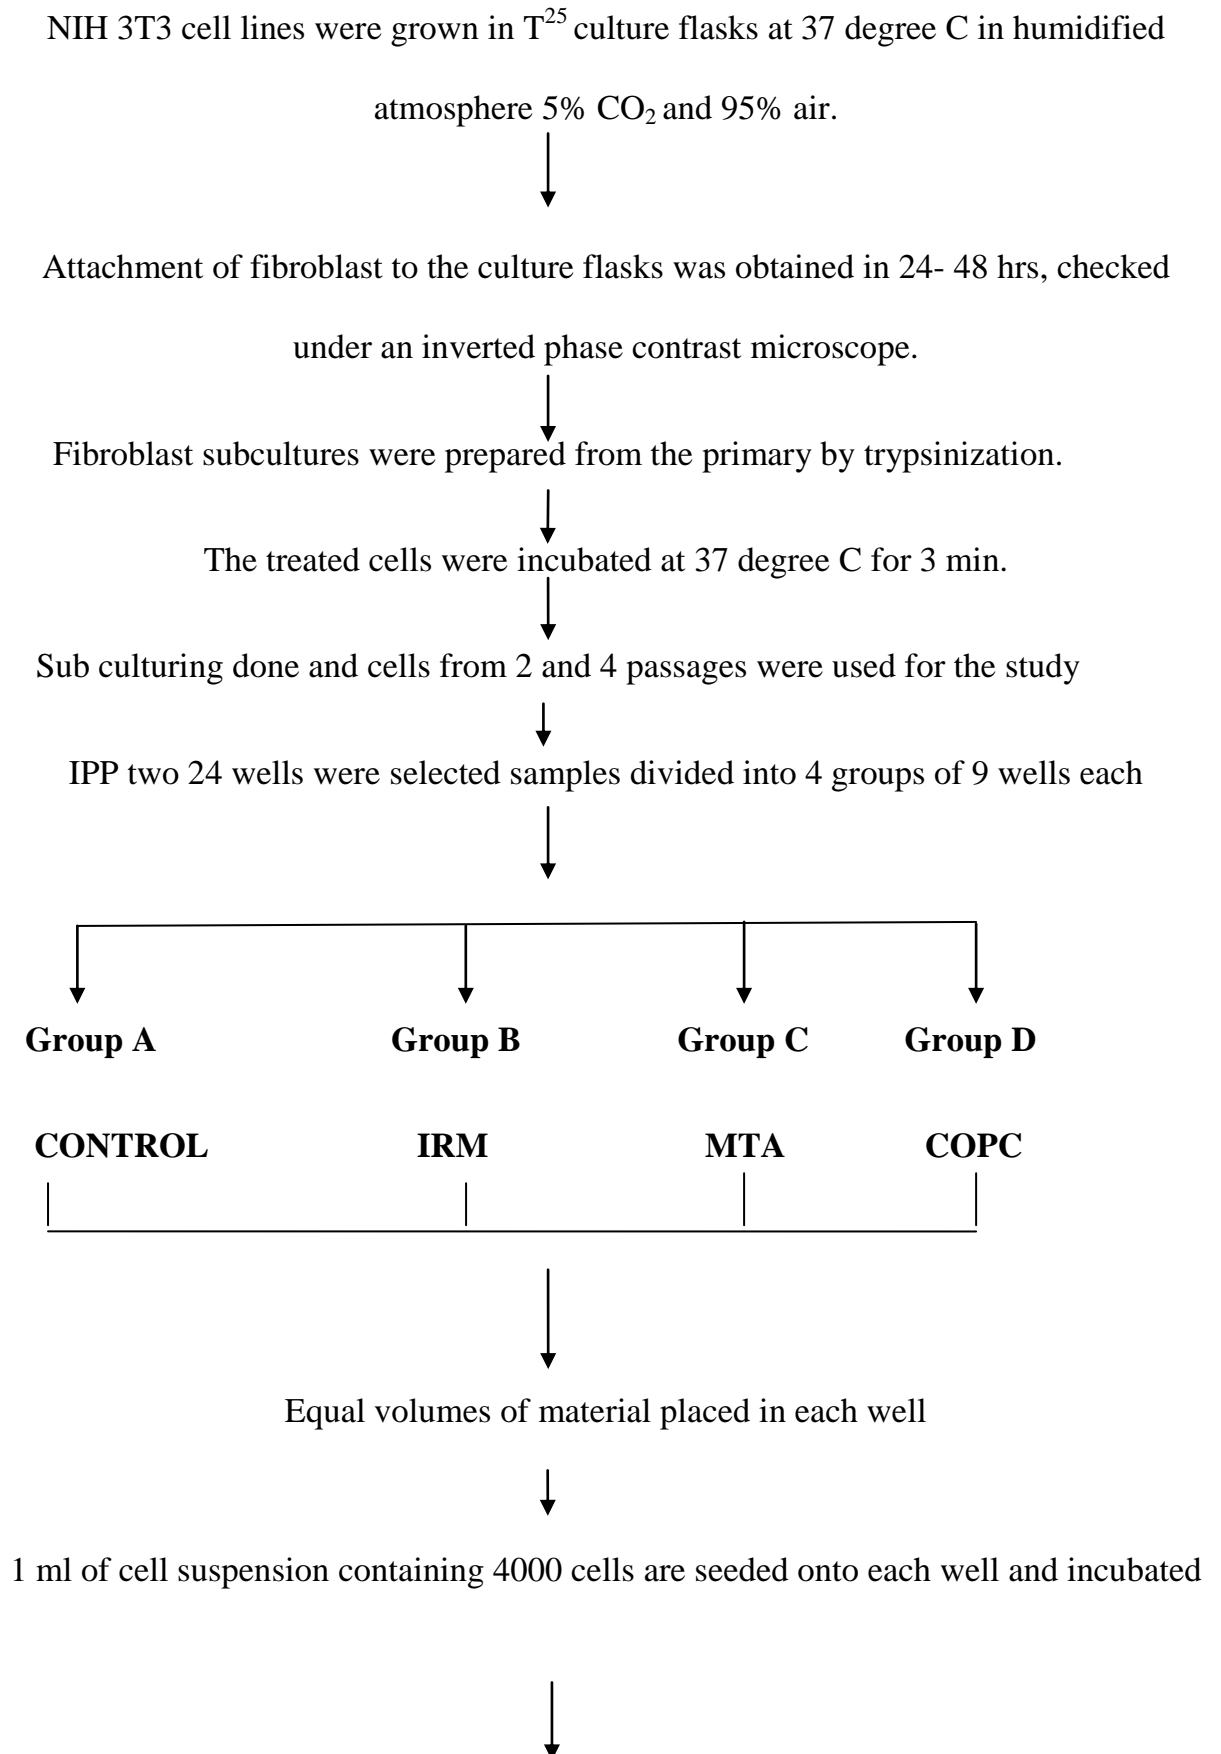 NIH 3T3 cell lines were grown in T²⁵ culture flasks at 37 degree C in humidified
atmosphere 5% CO₂ and 95% air.
Attachment of fibroblast to the culture flasks was obtained in 24- 48 hrs, checked
under an inverted phase contrast microscope.
Fibroblast subcultures were prepared from the primary by trypsinization.
The treated cells were incubated at 37 degree C for 3 min.
Sub culturing done and cells from 2 and 4 passages were used for the study
IPP two 24 wells were selected samples divided into 4 groups of 9 wells each
Group A Group B Group C Group D
CONTROL IRM MTA COPC
Equal volumes of material placed in each well
1 ml of cell suspension containing 4000 cells are seeded onto each well and incubated